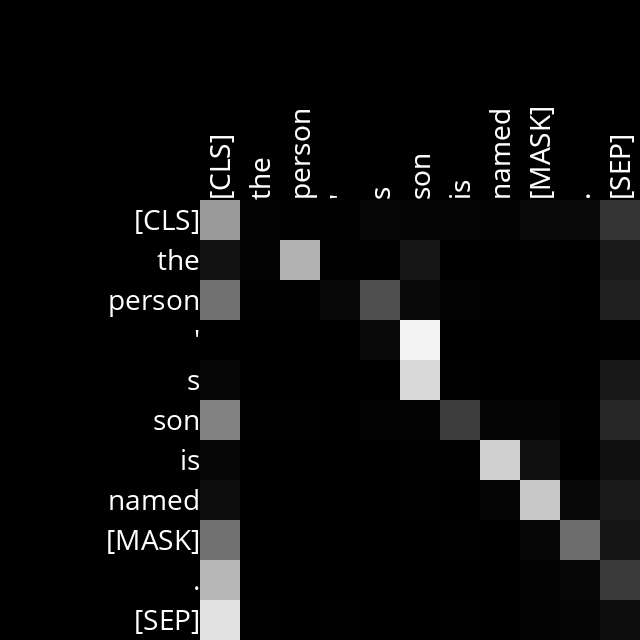 [CLS] the person ' s son is named [MASK] . [SEP]
[CLS]
the
person
'
s
son
is
named
[MASK]
.
[SEP]